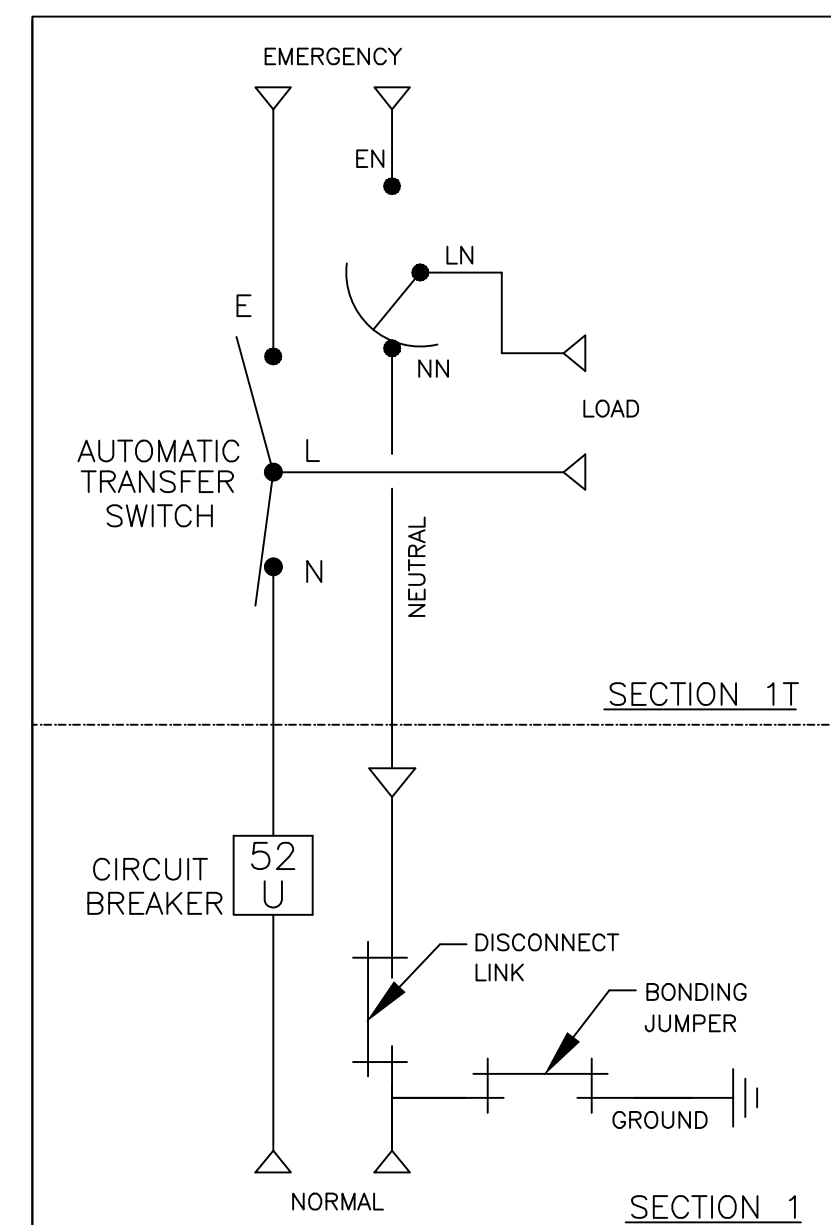 EMERGENCY
EN
LN
E
NN
LOAD
AUTOMATIC
TRANSFER
SWITCH
L
NEUTRAL
N
SECTION 1T
CIRCUIT
BREAKER
52
U
DISCONNECT
LINK
BONDING
JUMPER
GROUND
NORMAL
SECTION 1